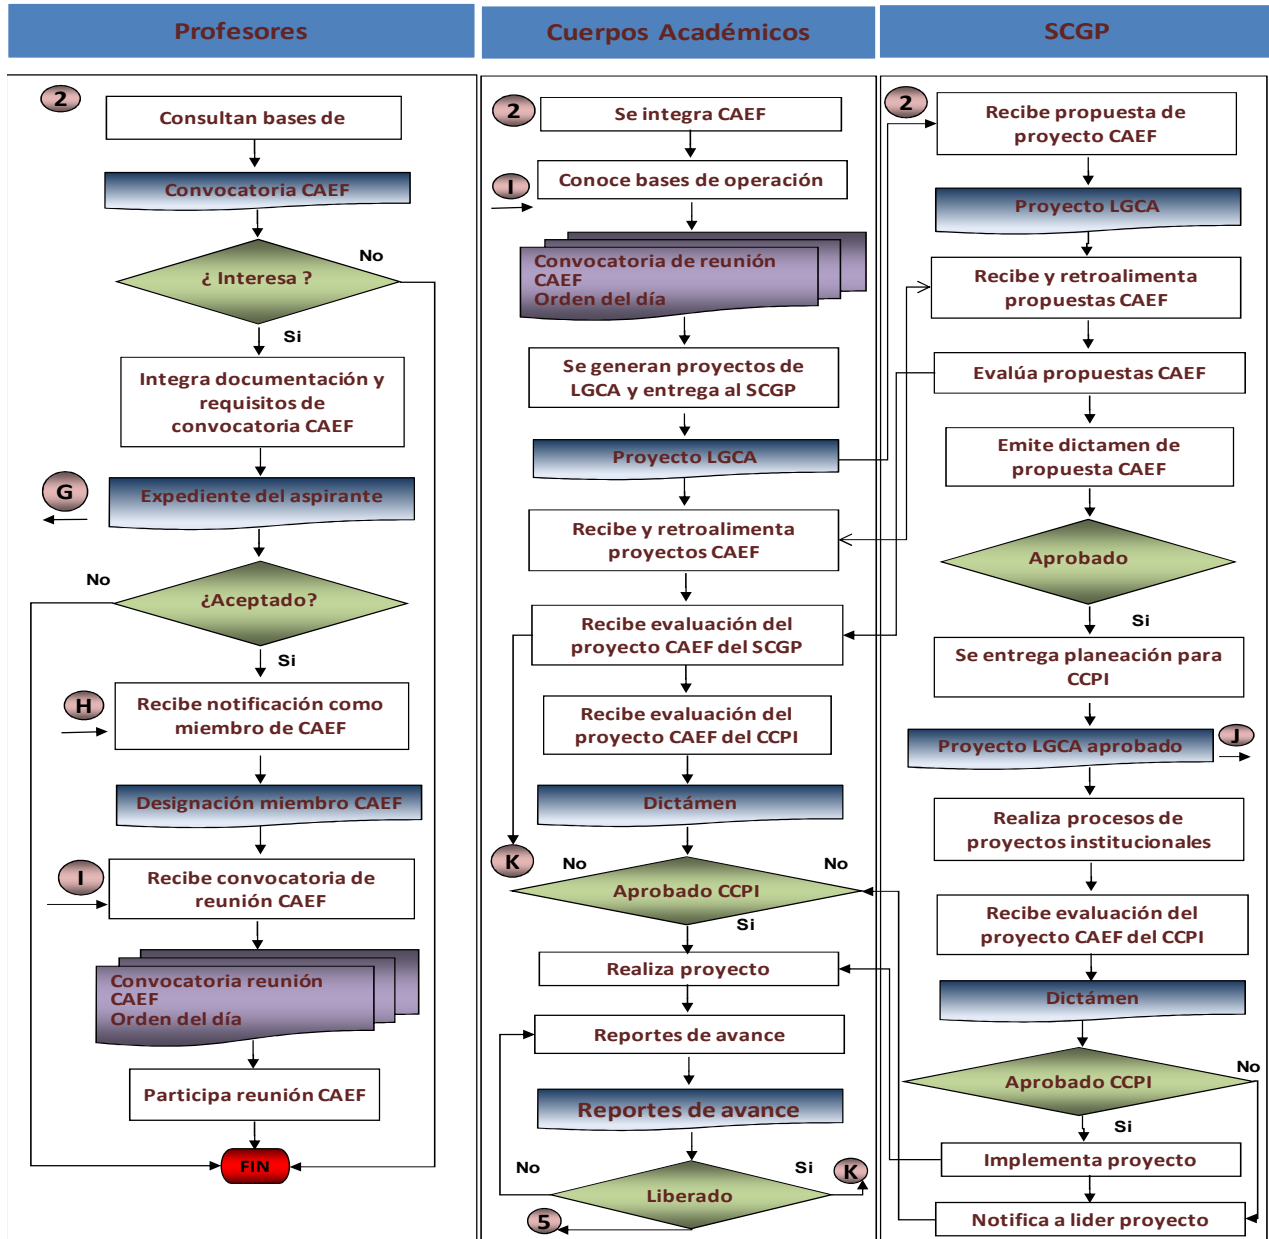 Profesores
2
Consultan bases de
Convocatoria CAEF
¿ Interesa ?
No
Si
Integra documentación y
requisitos de
convocatoria CAEF
G
Expediente del aspirante
No
¿Aceptado?
Si
H
Recibe notificación como
miembro de CAEF
Designación miembro CAEF
I
Recibe convocatoria de
reunión CAEF
Convocatoria reunión
CAEF
Orden del día
Participa reunión CAEF
FIN
Cuerpos Académicos
2
Se integra CAEF
I
Conoce bases de operación
Convocatoria de reunión
CAEF
Orden del día
Se generan proyectos de
LGCA y entrega al SCGP
Proyecto LGCA
Recibe y retroalimenta
proyectos CAEF
Recibe evaluación del
proyecto CAEF del SCGP
Recibe evaluación del
proyecto CAEF del CCPI
Dictámen
K
No
No
Aprobado CCPI
Si
Realiza proyecto
Reportes de avance
Reportes de avance
No
Si
K
Liberado
5
SCGP
2
Recibe propuesta de
proyecto CAEF
Proyecto LGCA
Recibe y retroalimenta
propuestas CAEF
Evalúa propuestas CAEF
Emite dictamen de
propuesta CAEF
Aprobado
Si
Se entrega planeación para
CCPI
Proyecto LGCA aprobado
J
Realiza procesos de
proyectos institucionales
Recibe evaluación del
proyecto CAEF del CCPI
Dictámen
Aprobado CCPI
No
Si
Implementa proyecto
Notifica a lider proyecto